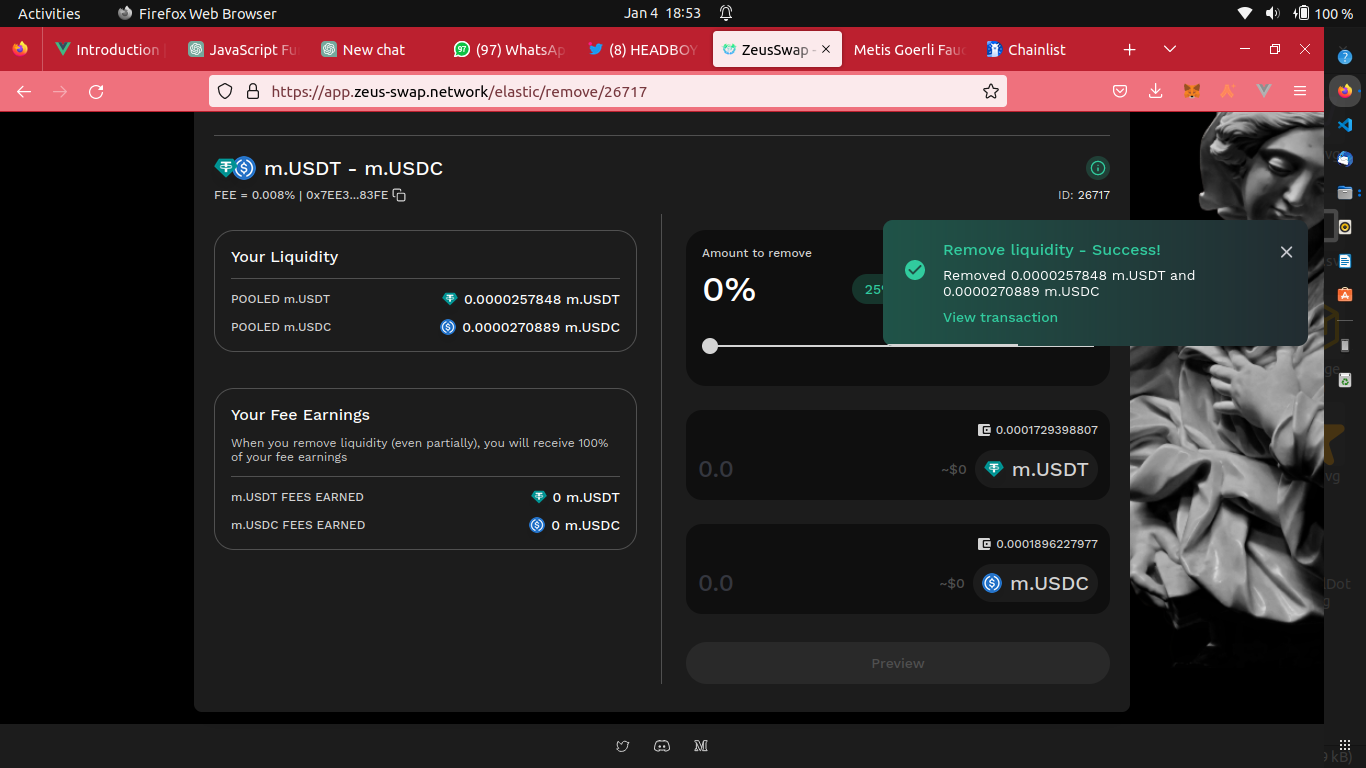 Activities
Firefox Web Browser
Jan 4 18:53
100 %
Introduction
JavaScript Fu
New chat
(97) WhatsAp
(8) HEADBOY
ZeusSwap -
Metis Goerli Fauc
Chainlist
https://app.zeus-swap.network/elastic/remove/26717
m.USDT - m.USDC
FEE = 0.008% | 0x7EE3...83FE
ID: 26717
Your Liquidity
POOLED m.USDT
0.0000257848 m.USDT
POOLED m.USDC
0.0000270889 m.USDC
Your Fee Earnings
When you remove liquidity (even partially), you will receive 100%
of your fee earnings
m.USDT FEES EARNED
0 m.USDT
m.USDC FEES EARNED
0 m.USDC
Amount to remove
0%
25%
Remove liquidity - Success!
Removed 0.0000257848 m.USDT and
0.0000270889 m.USDC
View transaction
0.0001729398807
0.0
~$0
m.USDT
0.0001896227977
0.0
~$0
m.USDC
Preview